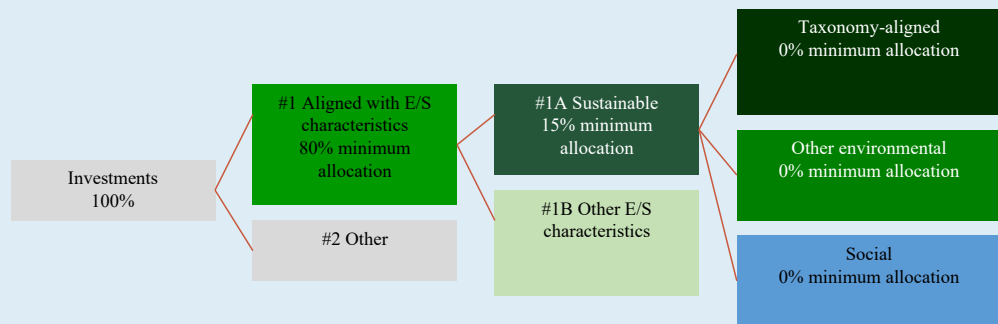 Investments
100%
#1 Aligned with E/S
characteristics
80% minimum
allocation
#2 Other
#1A Sustainable
15% minimum
allocation
#1B Other E/S
characteristics
Taxonomy-aligned
0% minimum allocation
Other environmental
0% minimum allocation
Social
0% minimum allocation